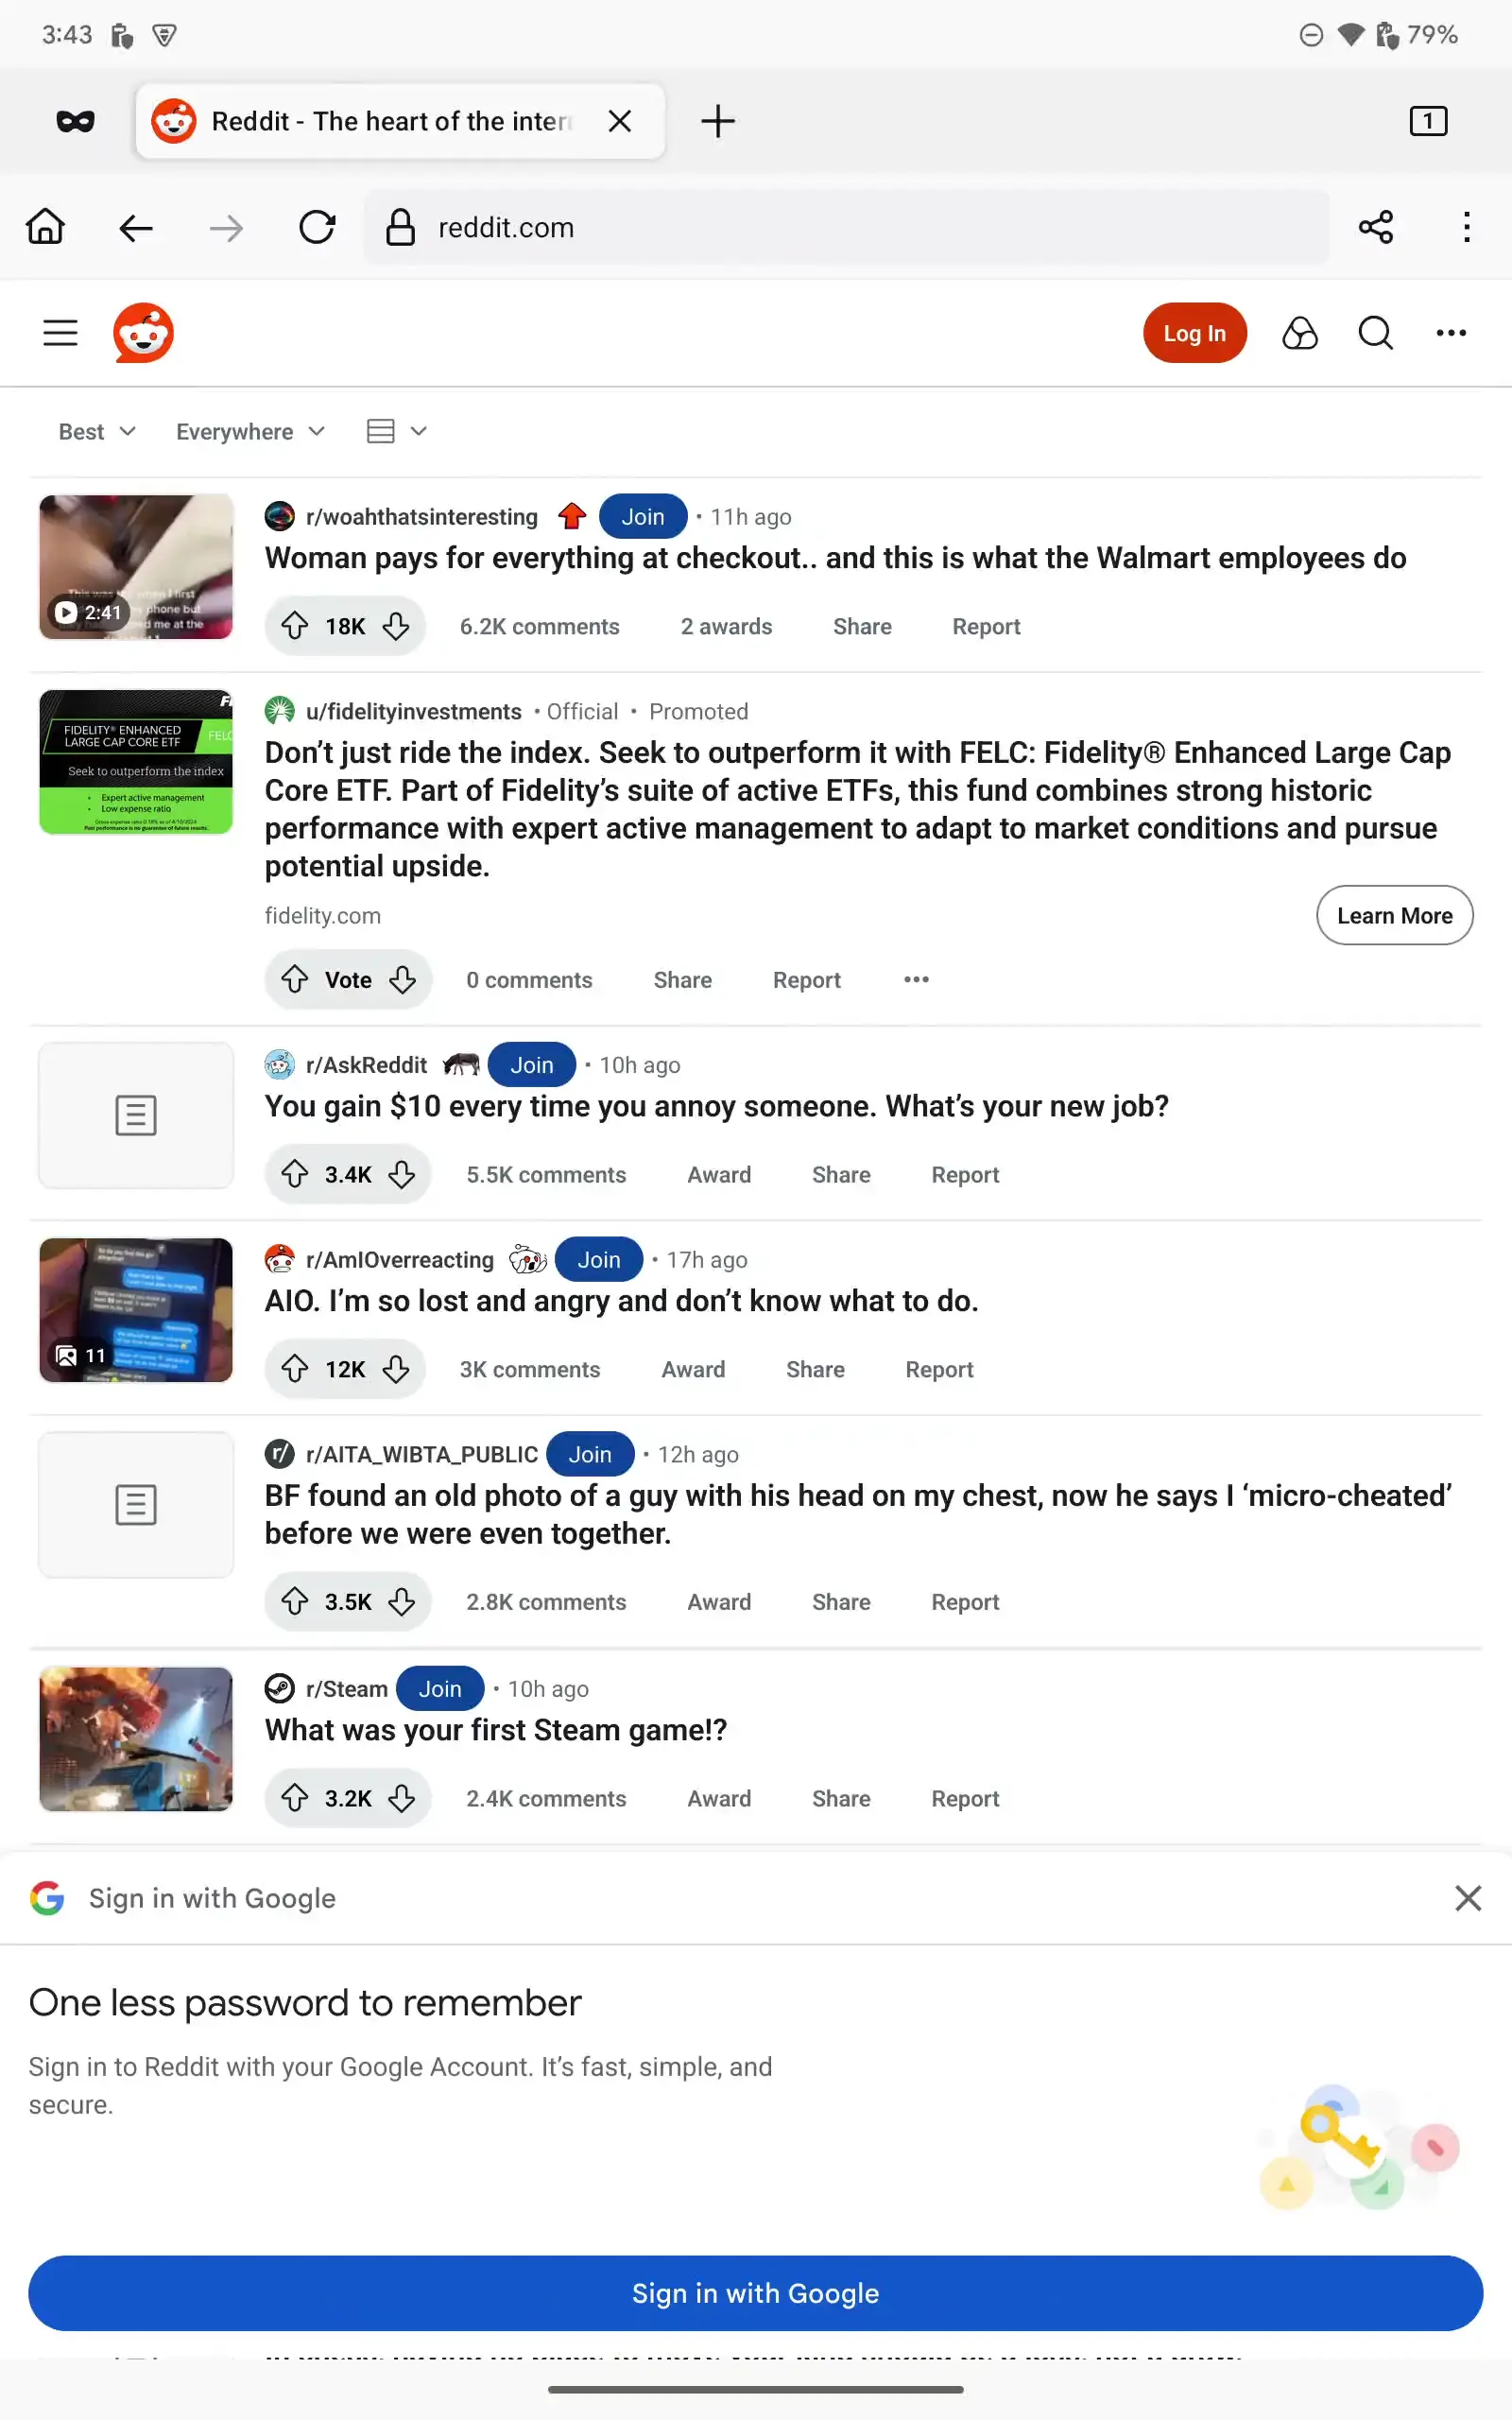 3:43
79%
Reddit - The heart of the inter
1
reddit.com
Log In
Best
Everywhere
r/woahthatsinteresting
Join
• 11h ago
Woman pays for everything at checkout.. and this is what the Walmart employees do
2:41
18K
6.2K comments
2 awards
Share
Report
u/fidelityinvestments • Official • Promoted
FIDELITY® ENHANCED
LARGE CAP CORE ETF
FELC
Seek to outperform the index
• Expert active management
• Low expense ratio
Don’t just ride the index. Seek to outperform it with FELC: Fidelity® Enhanced Large Cap
Core ETF. Part of Fidelity’s suite of active ETFs, this fund combines strong historic
performance with expert active management to adapt to market conditions and pursue
potential upside.
fidelity.com
Learn More
Vote
0 comments
Share
Report
r/AskReddit
Join
• 10h ago
You gain $10 every time you annoy someone. What’s your new job?
3.4K
5.5K comments
Award
Share
Report
r/AmIOverreacting
Join
• 17h ago
AIO. I’m so lost and angry and don’t know what to do.
11
12K
3K comments
Award
Share
Report
r/
r/AITA_WIBTA_PUBLIC
Join
• 12h ago
BF found an old photo of a guy with his head on my chest, now he says I ‘micro-cheated’
before we were even together.
3.5K
2.8K comments
Award
Share
Report
r/Steam
Join
• 10h ago
What was your first Steam game!?
3.2K
2.4K comments
Award
Share
Report
Sign in with Google
One less password to remember
Sign in to Reddit with your Google Account. It’s fast, simple, and
secure.
Sign in with Google